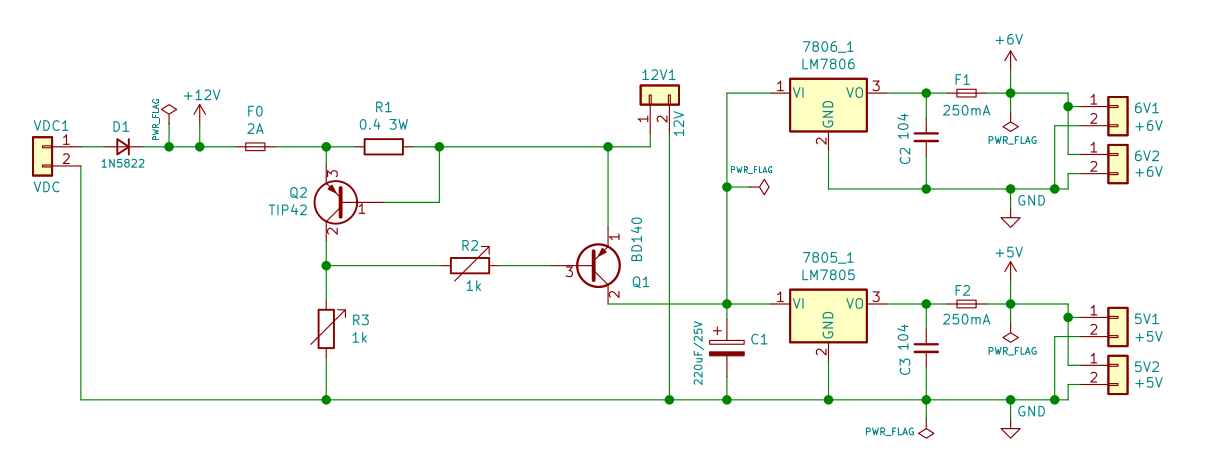 VDC1
1
2
VDC
D1
1N5822
PWR_FLAG
+12V
F0
2A
R1
0.4 3W
Q2
TIP42
3
1
2
R2
1k
R3
1k
BD140
1
3
2
Q1
12V1
1
2
12V
PWR_FLAG
220uF/25V
+
C1
7806_1
LM7806
1
VI
VO
3
GND
2
C2 104
F1
250mA
+6V
PWR_FLAG
1
2
6V1
+6V
1
2
6V2
+6V
GND
7805_1
LM7805
1
VI
VO
3
GND
2
C3 104
F2
250mA
+5V
PWR_FLAG
1
2
5V1
+5V
1
2
5V2
+5V
GND
PWR_FLAG